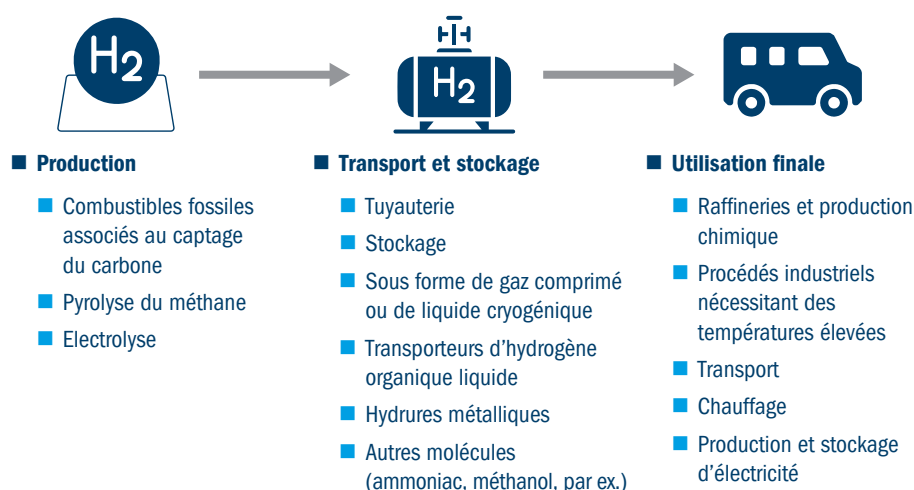 H2
H2
Production
Combustibles fossiles
associés au captage
du carbone
Pyrolyse du méthane
Electrolyse
Transport et stockage
Tuyauterie
Stockage
Sous forme de gaz comprimé
ou de liquide cryogénique
Transporteurs d’hydrogène
organique liquide
Hydrures métalliques
Autres molécules
(ammoniac, méthanol, par ex.)
Utilisation finale
Raffineries et production
chimique
Procédés industriels
nécessitant des
températures élevées
Transport
Chauffage
Production et stockage
d’électricité